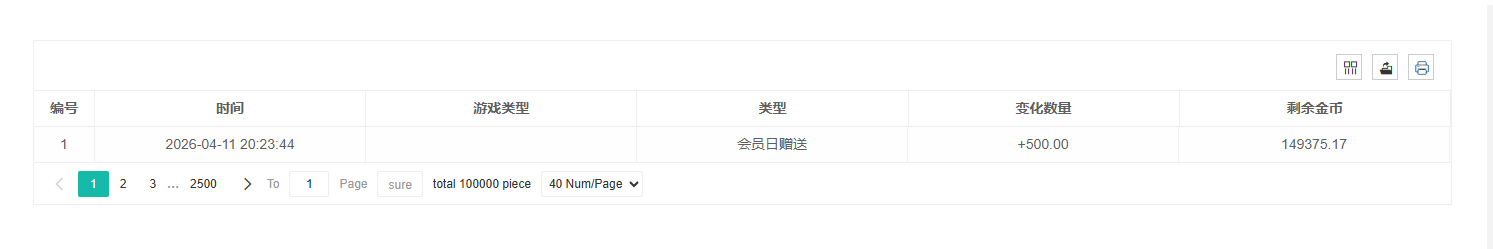 编号 时间 游戏类型 类型 变化数量 剩余金币
1 2026-04-11 20:23:44 会员日赠送 +500.00 149375.17
1 2 3 ... 2500 To 1 Page sure total 100000 piece 40 Num/Page